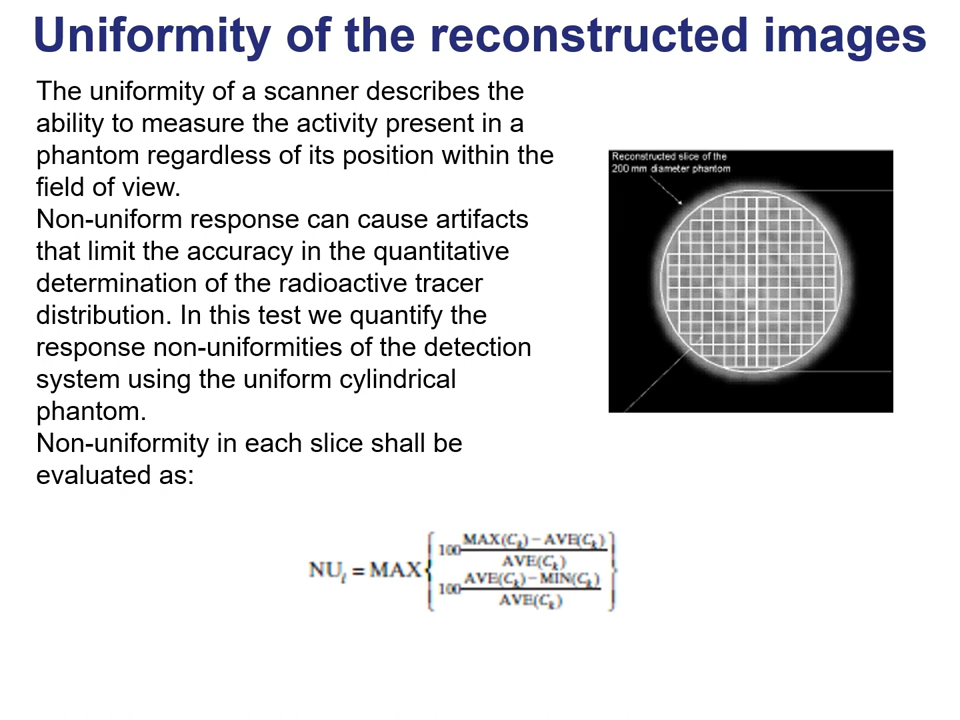 Uniformity of the reconstructed images
The uniformity of a scanner describes the
ability to measure the activity present in a
phantom regardless of its position within the
field of view.
Non-uniform response can cause artifacts
that limit the accuracy in the quantitative
determination of the radioactive tracer
distribution. In this test we quantify the
response non-uniformities of the detection
system using the uniform cylindrical
phantom.
Non-uniformity in each slice shall be
evaluated as:
Reconstructed slice of the
200 mm diameter phantom
NU_i = MAX { 100 MAX(C_k) – AVE(C_k) / AVE(C_k)
100 AVE(C_k) – MIN(C_k) / AVE(C_k) }